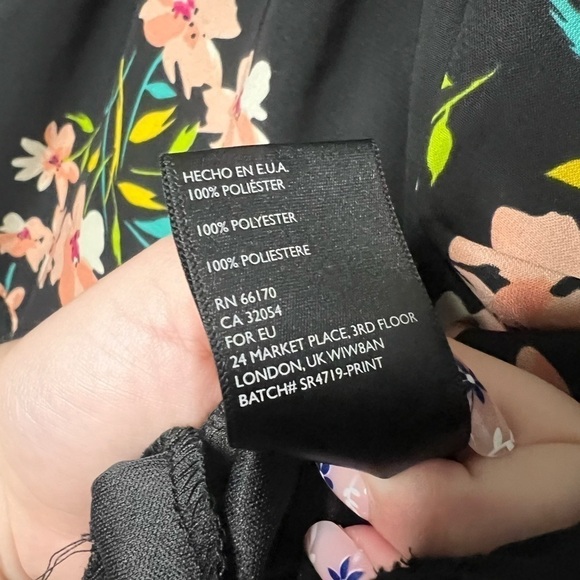 HECHO EN E.U.A.
100% POLIÉSTER
100% POLYESTER
100% POLIESTERE
RN 66170
CA 32054
FOR EU
24 MARKET PLACE, 3RD FLOOR
LONDON, UK WIW8AN
BATCH# SR4719-PRINT